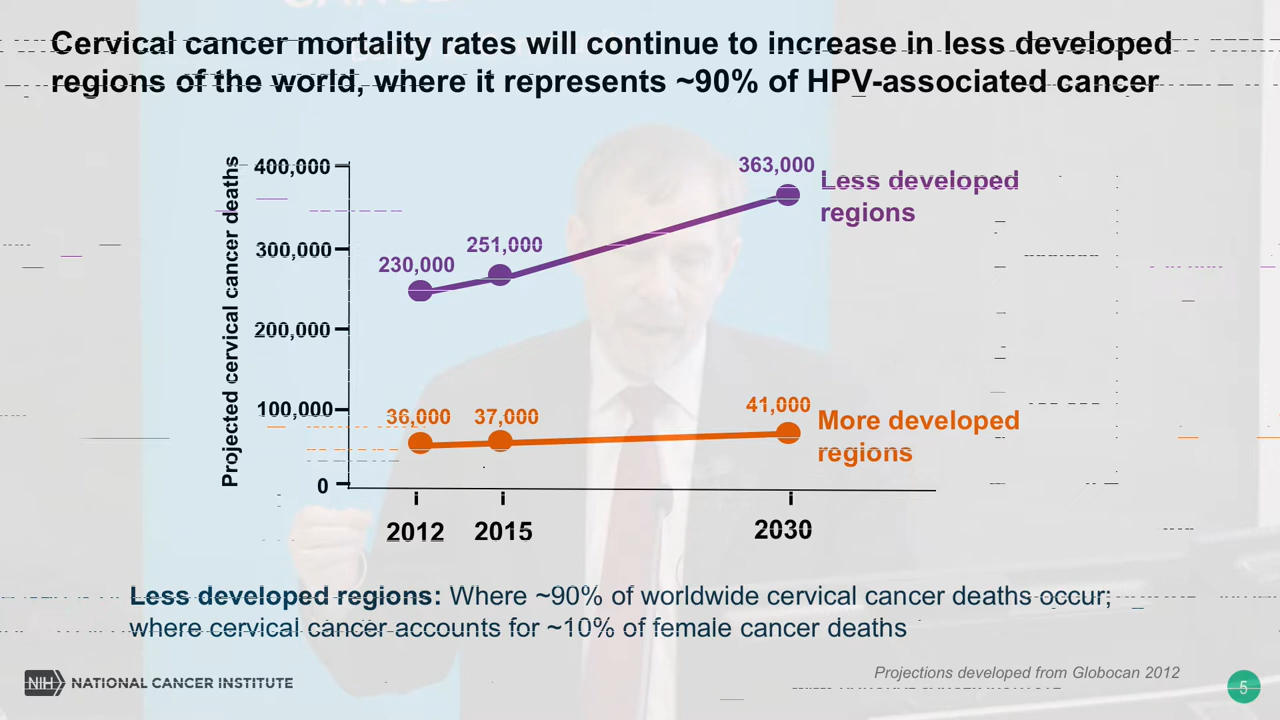 Cervical cancer mortality rates will continue to increase in less developed
regions of the world, where it represents ~90% of HPV-associated cancer
Projected cervical cancer deaths
400,000
300,000
200,000
100,000
0
363,000
Less developed
regions
251,000
230,000
36,000
37,000
41,000
More developed
regions
2012
2015
2030
Less developed regions: Where ~90% of worldwide cervical cancer deaths occur;
where cervical cancer accounts for ~10% of female cancer deaths
Projections developed from Globocan 2012
NIH NATIONAL CANCER INSTITUTE
5